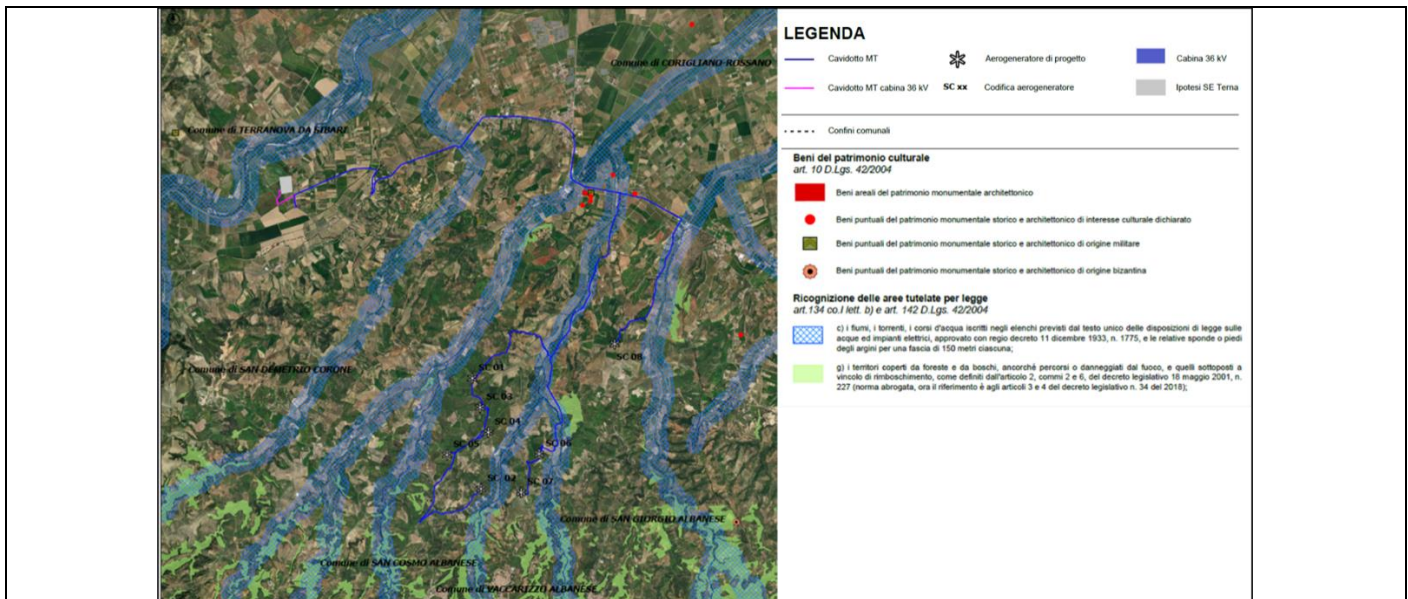 Comune di CORIGLIANO-ROSSANO
Comune di TERRANOVA DA SIBARI
Comune di SAN DEMETRIO CORONE
SC 08
SC 01
SC 03
SC 04
SC 05
SC 06
SC 02
SC 07
Comune di SAN GIORGIO ALBANESE
Comune di SAN COSMO ALBANESE
Comune di VACCARIZZO ALBANESE
LEGENDA
Cavidotto MT
Aerogeneratore di progetto
Cabina 36 kV
Cavidotto MT cabina 36 kV
SC xx
Codifica aerogeneratore
Ipotesi SE Terna
Confini comunali
Beni del patrimonio culturale
art. 10 D.Lgs. 42/2004
Beni areali del patrimonio monumentale architettonico
Beni puntuali del patrimonio monumentale storico e architettonico di interesse culturale dichiarato
Beni puntuali del patrimonio monumentale storico e architettonico di origine militare
Beni puntuali del patrimonio monumentale storico e architettonico di origine bizantina
Ricognizione delle aree tutelate per legge
art.134 co.I lett. b) e art. 142 D.Lgs. 42/2004
c) i fiumi, i torrenti, i corsi d'acqua iscritti negli elenchi previsti dal testo unico delle disposizioni di legge sulle
acque ed impianti elettrici, approvato con regio decreto 11 dicembre 1933, n. 1775, e le relative sponde o piedi
degli argini per una fascia di 150 metri ciascuna;
g) i territori coperti da foreste e da boschi, ancorché percorsi o danneggiati dal fuoco, e quelli sottoposti a
vincolo di rimboschimento, come definiti dall'articolo 2, commi 2 e 6, del decreto legislativo 18 maggio 2001, n.
227 (norma abrogata, ora il riferimento è agli articoli 3 e 4 del decreto legislativo n. 34 del 2018);